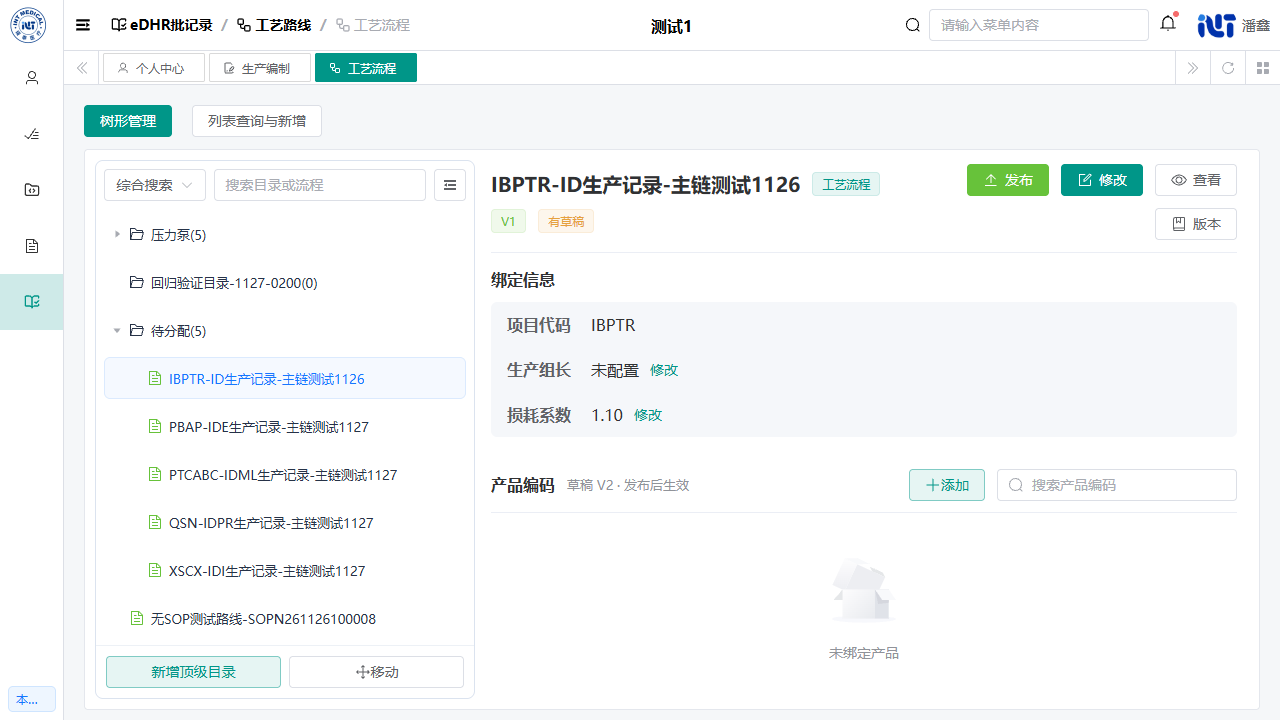 eDHR批记录 / 工艺路线 / 工艺流程
测试1
请输入菜单内容
潘鑫
个人中心
生产编制
工艺流程
树形管理
列表查询与新增
综合搜索
搜索目录或流程
压力泵(5)
回归验证目录-1127-0200(0)
待分配(5)
IBPTR-ID生产记录-主链测试1126
PBAP-IDE生产记录-主链测试1127
PTCABC-IDML生产记录-主链测试1127
QSN-IDPR生产记录-主链测试1127
XSCX-IDI生产记录-主链测试1127
无SOP测试路线-SOPN261126100008
新增顶级目录
移动
本...
IBPTR-ID生产记录-主链测试1126
工艺流程
发布
修改
查看
V1
有草稿
版本
绑定信息
项目代码 IBPTR
生产组长 未配置 修改
损耗系数 1.10 修改
产品编码 草稿 V2 · 发布后生效
添加
搜索产品编码
未绑定产品